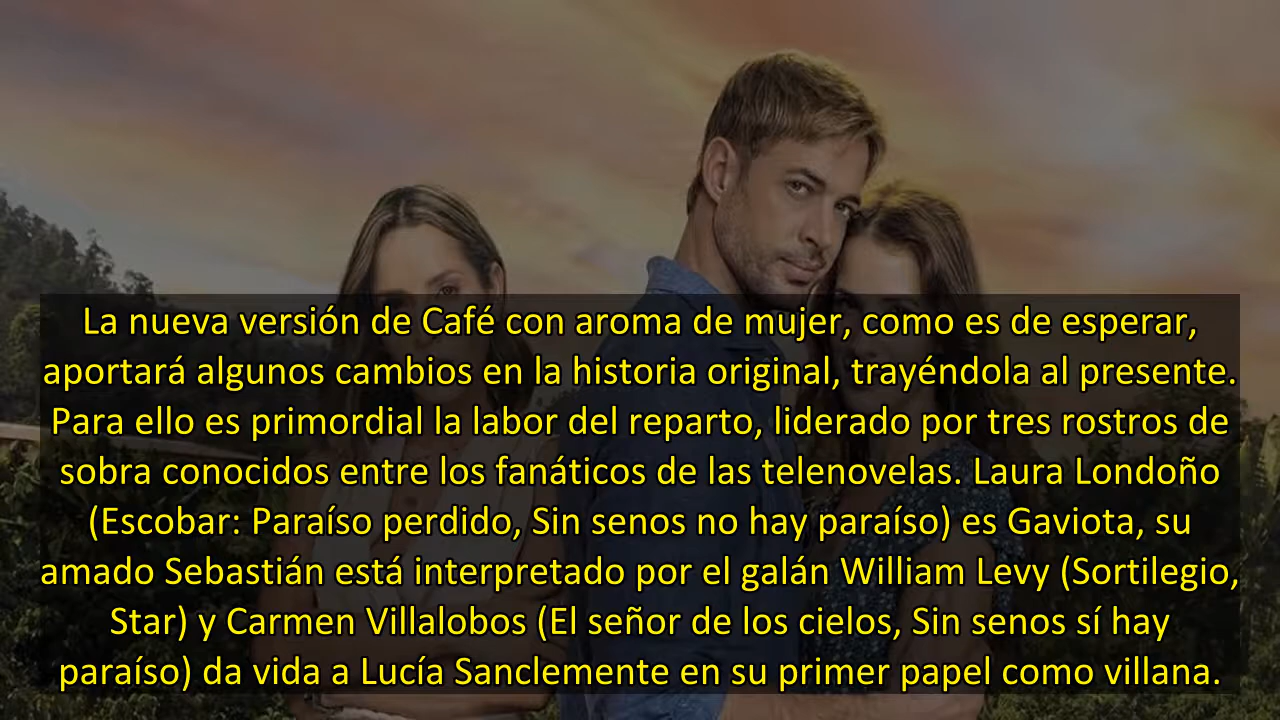 La nueva versión de Café con aroma de mujer, como es de esperar,
aportará algunos cambios en la historia original, trayéndola al presente.
Para ello es primordial la labor del reparto, liderado por tres rostros de
sobra conocidos entre los fanáticos de las telenovelas. Laura Londoño
(Escobar: Paraíso perdido, Sin senos no hay paraíso) es Gaviota, su
amado Sebastián está interpretado por el galán William Levy (Sortilegio,
Star) y Carmen Villalobos (El señor de los cielos, Sin senos sí hay
paraíso) da vida a Lucía Sanclemente en su primer papel como villana.